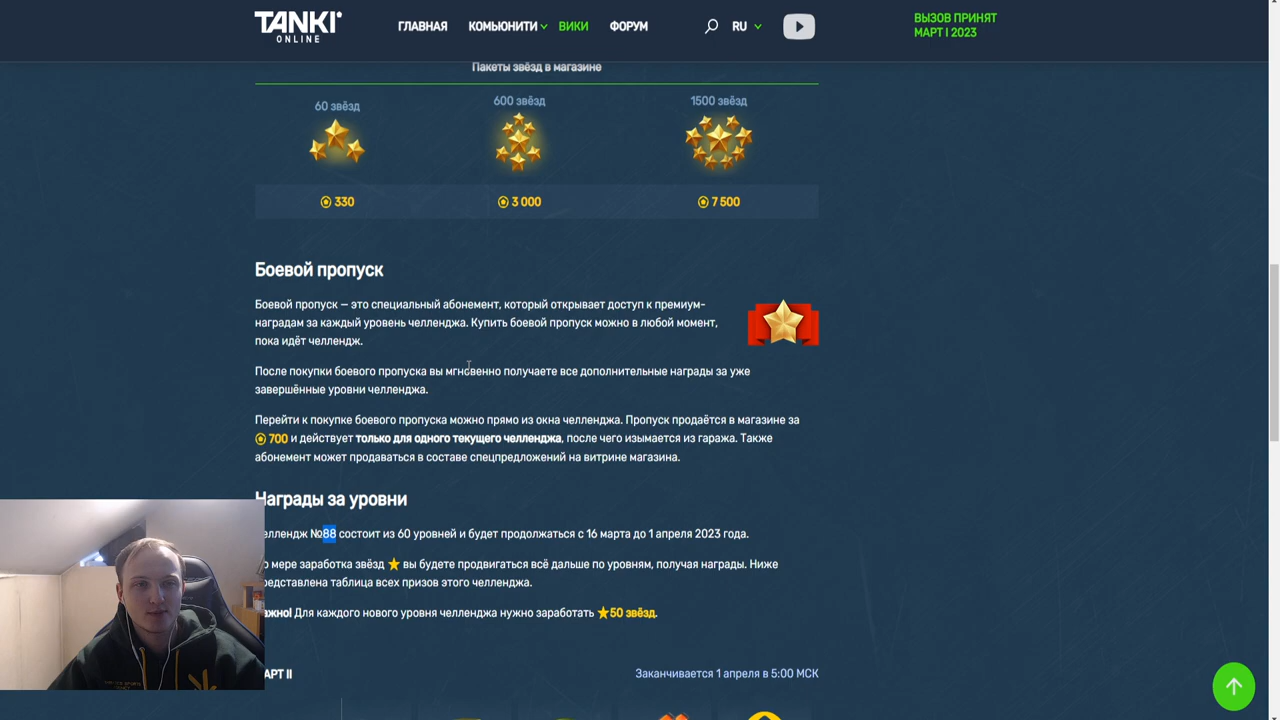 TANKI
ONLINE
ГЛАВНАЯ КОМЬЮНИТИ ВИКИ ФОРУМ RU
ВЫЗОВ ПРИНЯТ
МАРТ I 2023
Пакеты звёзд в магазине
60 звёзд 600 звёзд 1500 звёзд
330 3 000 7 500
Боевой пропуск
Боевой пропуск — это специальный абонемент, который открывает доступ к премиум-
наградам за каждый уровень челленджа. Купить боевой пропуск можно в любой момент,
пока идёт челлендж.
После покупки боевого пропуска вы мгновенно получаете все дополнительные награды за уже
завершённые уровни челленджа.
Перейти к покупке боевого пропуска можно прямо из окна челленджа. Пропуск продаётся в магазине за
700 и действует только для одного текущего челленджа, после чего изымается из гаража. Также
абонемент может продаваться в составе спецпредложений на витрине магазина.
Награды за уровни
еллендж №88 состоит из 60 уровней и будет продолжаться с 16 марта до 1 апреля 2023 года.
о мере заработка звёзд вы будете продвигаться всё дальше по уровням, получая награды. Ниже
редставлена таблица всех призов этого челленджа.
ажно! Для каждого нового уровня челленджа нужно заработать 50 звёзд.
АРТ II Заканчивается 1 апреля в 5:00 МСК